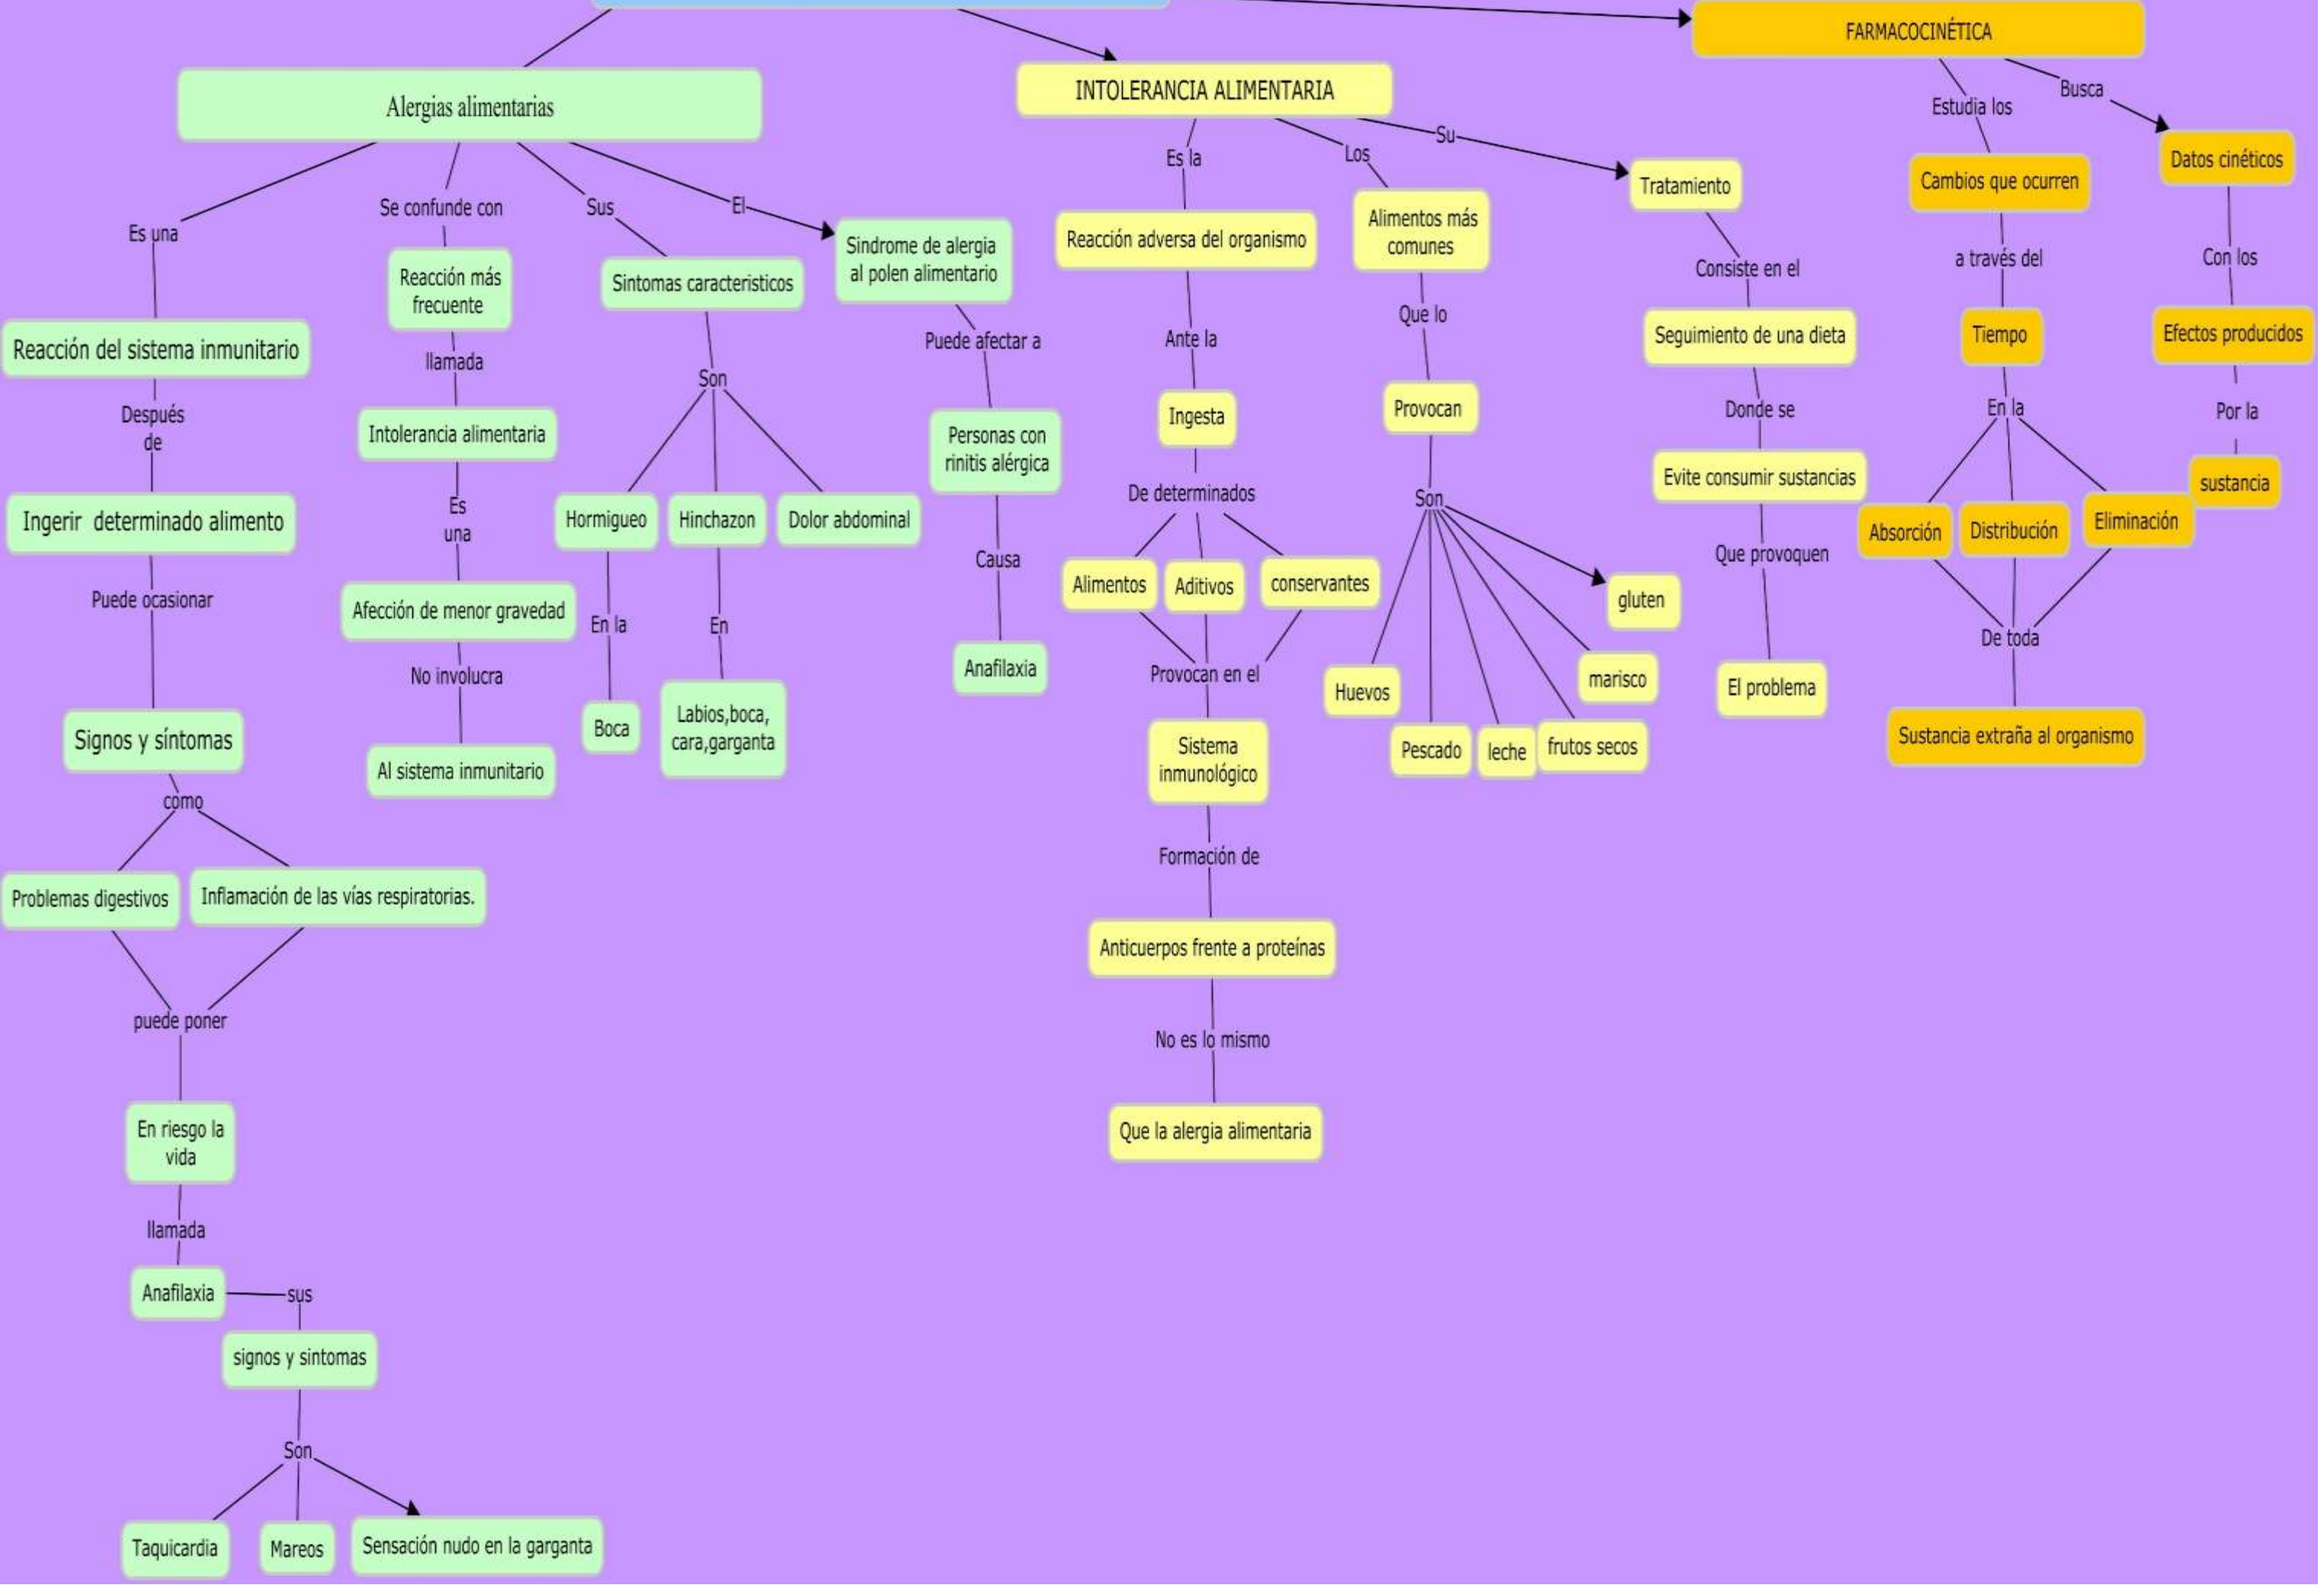 FARMACOCINÉTICA
Alergias alimentarias
INTOLERANCIA ALIMENTARIA
Es una
Reacción del sistema inmunitario
Después
de
Ingerir determinado alimento
Puede ocasionar
Signos y síntomas
como
Problemas digestivos
Inflamación de las vías respiratorias.
puede poner
En riesgo la
vida
llamada
Anafilaxia
sus
signos y sintomas
Son
Taquicardia
Mareos
Sensación nudo en la garganta
Se confunde con
Reacción más
frecuente
llamada
Intolerancia alimentaria
Es
una
Afección de menor gravedad
No involucra
Al sistema inmunitario
Sus
Sintomas caracteristicos
Son
Hormigueo
Hinchazon
Dolor abdominal
En la
Boca
En
Labios,boca,
cara,garganta
El
Sindrome de alergia
al polen alimentario
Puede afectar a
Personas con
rinitis alérgica
Causa
Anafilaxia
Es la
Reacción adversa del organismo
Ante la
Ingesta
De determinados
Alimentos
Aditivos
conservantes
Provocan en el
Sistema
inmunológico
Formación de
Anticuerpos frente a proteínas
No es lo mismo
Que la alergia alimentaria
Los
Alimentos más
comunes
Que lo
Provocan
Son
Huevos
Pescado
leche
frutos secos
marisco
gluten
Su
Tratamiento
Consiste en el
Seguimiento de una dieta
Donde se
Evite consumir sustancias
Que provoquen
El problema
Estudia los
Cambios que ocurren
a través del
Tiempo
En la
Absorción
Distribución
Eliminación
De toda
Sustancia extraña al organismo
Busca
Datos cinéticos
Con los
Efectos producidos
Por la
sustancia